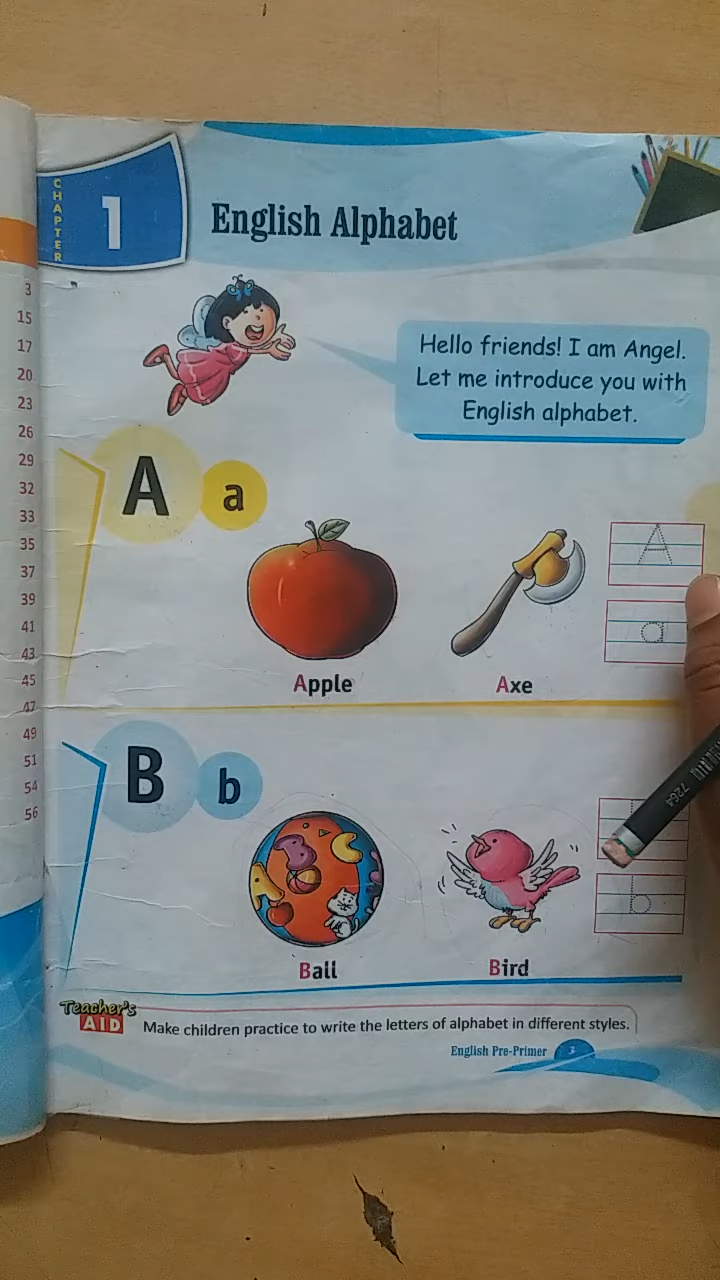 CHAPTER
1
English Alphabet
3
15
17
20
23
26
29
32
33
35
37
39
41
43
45
47
49
51
54
56
Hello friends! I am Angel.
Let me introduce you with
English alphabet.
A a
A
a
Apple
Axe
B b
A B C
7264
b
Ball
Bird
Teacher's
AID
Make children practice to write the letters of alphabet in different styles.
English Pre-Primer 3